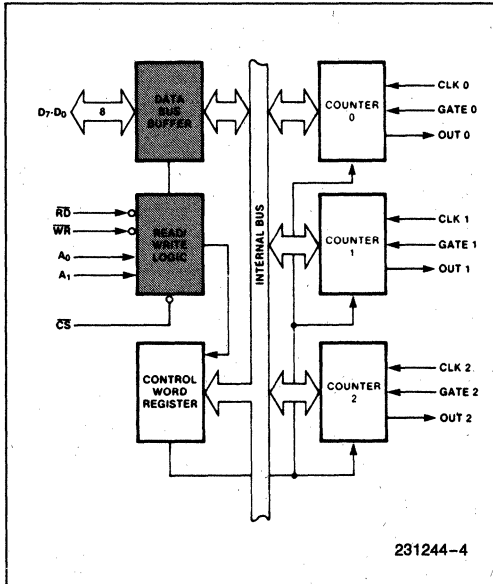 D7-D0
8
DATA
BUS
BUFFER
COUNTER
0
CLK 0
GATE 0
OUT 0
RD
WR
A0
A1
CS
READ/
WRITE
LOGIC
INTERNAL BUS
COUNTER
1
CLK 1
GATE 1
OUT 1
CONTROL
WORD
REGISTER
COUNTER
2
CLK 2
GATE 2
OUT 2
231244-4